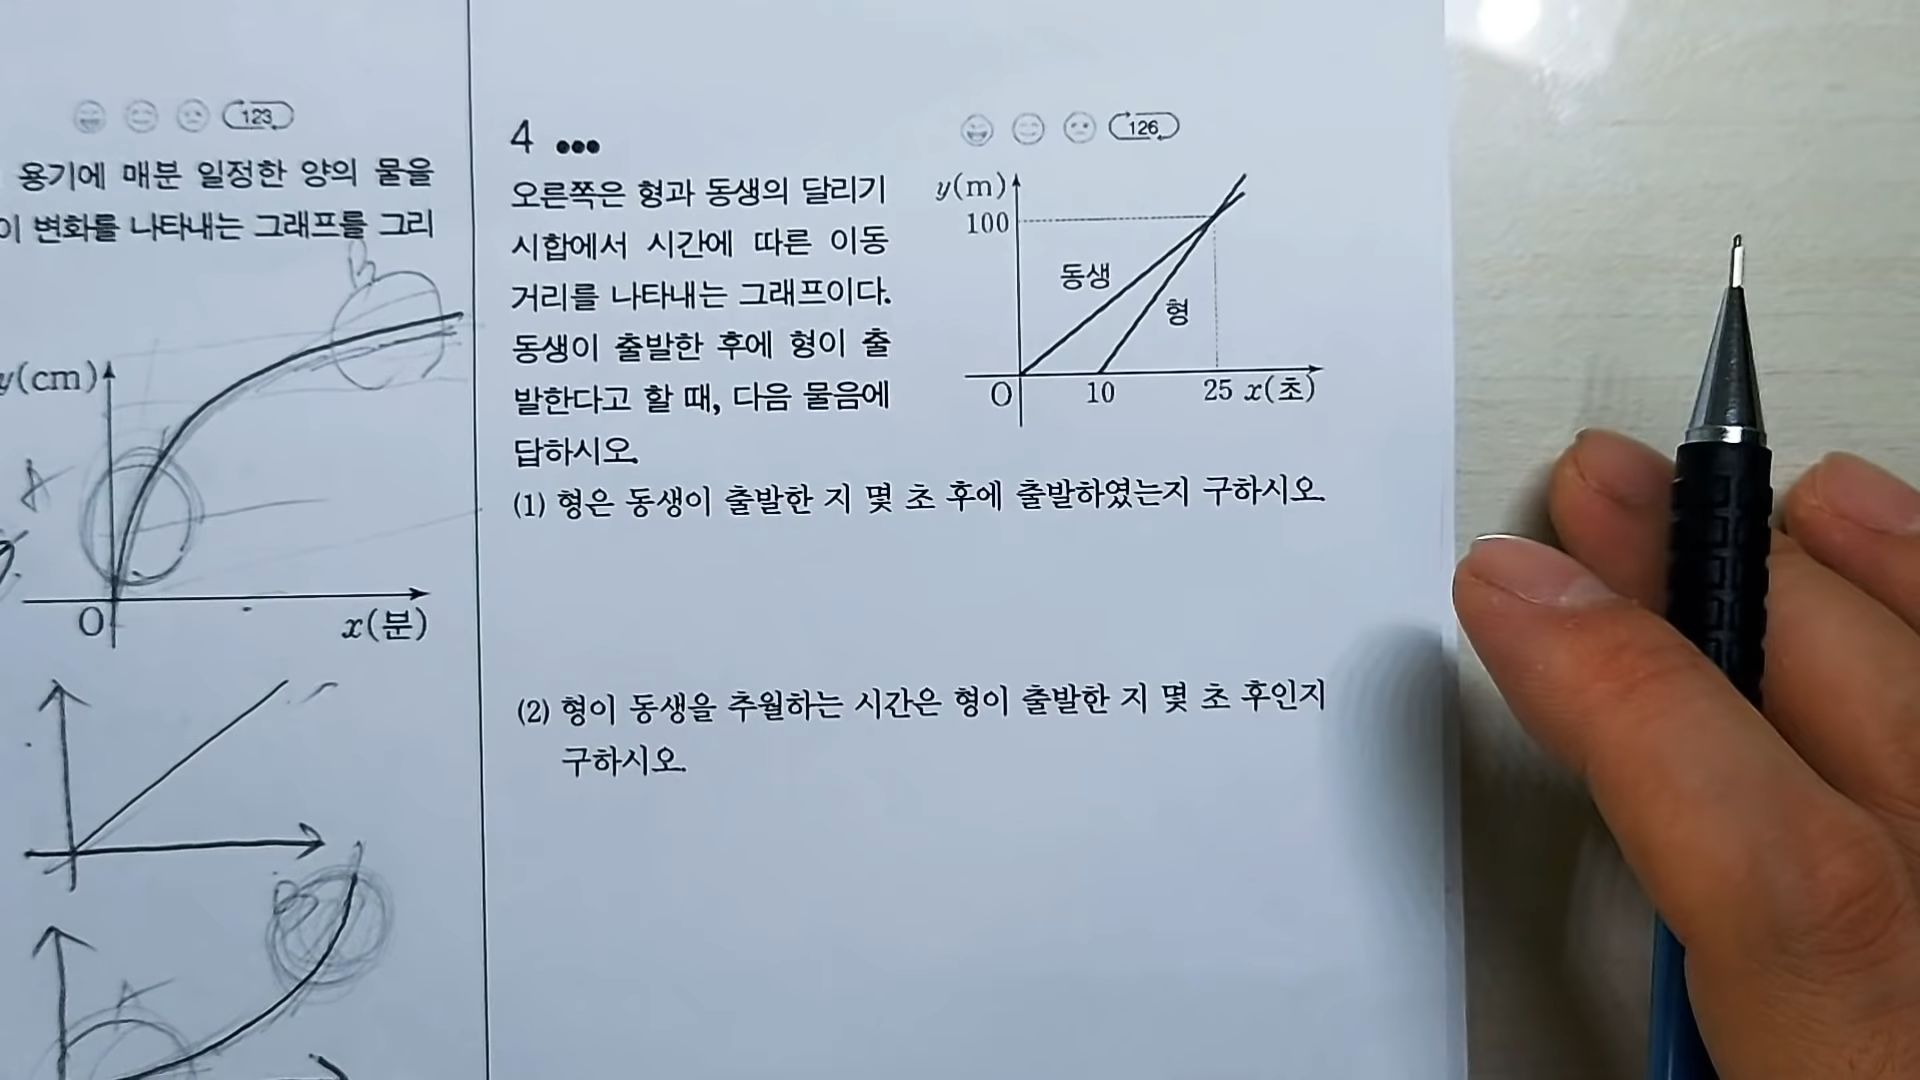 123
용기에 매분 일정한 양의 물을
이 변화를 나타내는 그래프를 그리
B
y(cm)
A
O
x(분)
B
A
4
126
오른쪽은 형과 동생의 달리기
시합에서 시간에 따른 이동
거리를 나타내는 그래프이다.
동생이 출발한 후에 형이 출
발한다고 할 때, 다음 물음에
답하시오.
y(m)
100
동생
형
O
10
25
x(초)
(1) 형은 동생이 출발한 지 몇 초 후에 출발하였는지 구하시오.
(2) 형이 동생을 추월하는 시간은 형이 출발한 지 몇 초 후인지
구하시오.